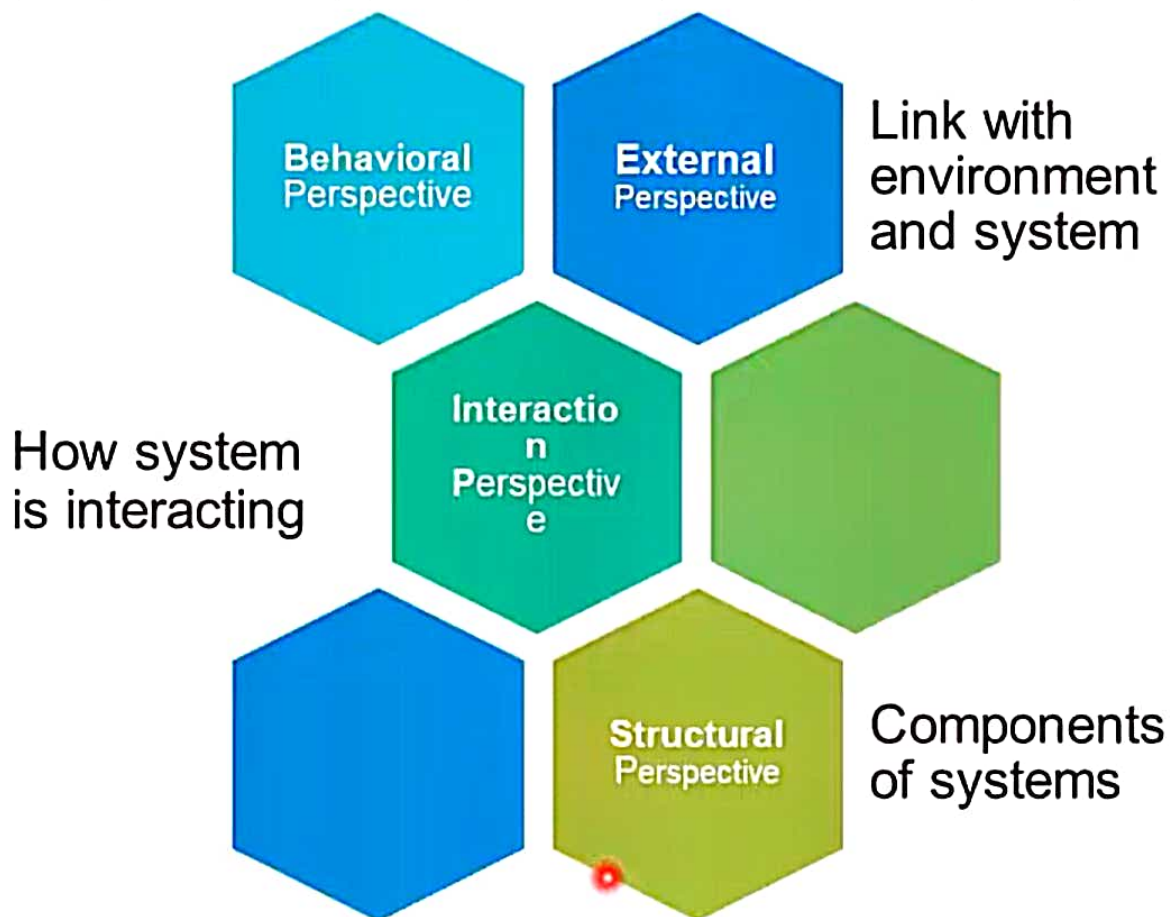 Behavioral
Perspective
External
Perspective
Link with
environment
and system
How system
is interacting
Interactio
n
Perspectiv
e
Structural
Perspective
Components
of systems